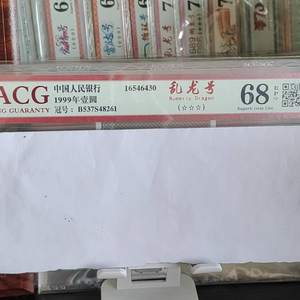 ACG
NG GUARANTY
中国人民银行
1999年壹圆
冠号：B537S48261
16546430
乱龙号
Numeric Dragon
(☆☆☆)
68
Superb Gem Unc